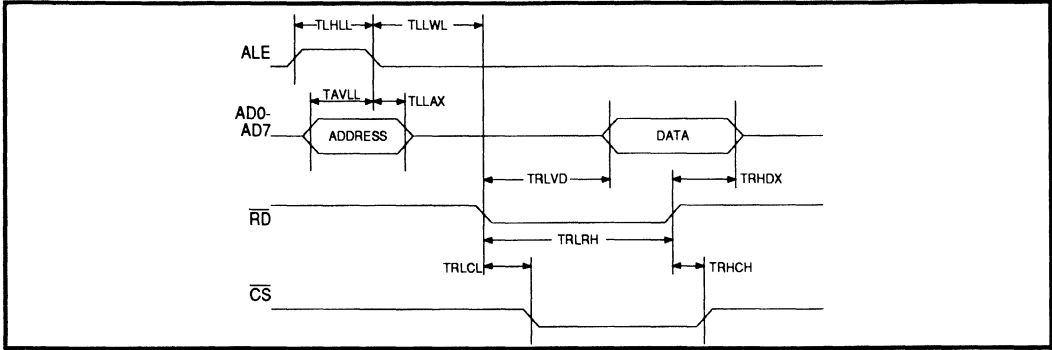 TLHLL TLLWL
ALE
TAVLL TLLAX
AD0-
AD7 ADDRESS DATA
TRLVD TRHDX
RD
TRLRH
TRLCL TRHCH
CS